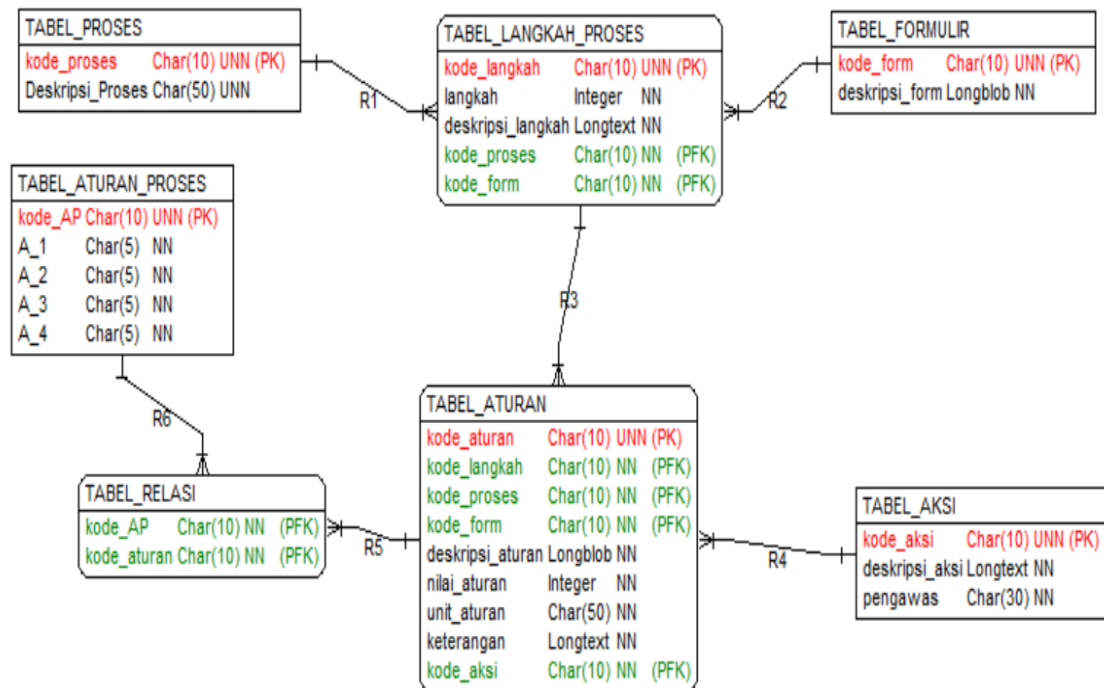 TABEL_PROSES
kode_proses Char(10) UNN (PK)
Deskripsi_Proses Char(50) UNN
R1
TABEL_LANGKAH_PROSES
kode_langkah Char(10) UNN (PK)
langkah Integer NN
deskripsi_langkah Longtext NN
kode_proses Char(10) NN (PFK)
kode_form Char(10) NN (PFK)
R2
TABEL_FORMULIR
kode_form Char(10) UNN (PK)
deskripsi_form Longblob NN
TABEL_ATURAN_PROSES
kode_AP Char(10) UNN (PK)
A_1 Char(5) NN
A_2 Char(5) NN
A_3 Char(5) NN
A_4 Char(5) NN
R3
R6
TABEL_RELASI
kode_AP Char(10) NN (PFK)
kode_aturan Char(10) NN (PFK)
R5
TABEL_ATURAN
kode_aturan Char(10) UNN (PK)
kode_langkah Char(10) NN (PFK)
kode_proses Char(10) NN (PFK)
kode_form Char(10) NN (PFK)
deskripsi_aturan Longblob NN
nilai_aturan Integer NN
unit_aturan Char(50) NN
keterangan Longtext NN
kode_aksi Char(10) NN (PFK)
R4
TABEL_AKSI
kode_aksi Char(10) UNN (PK)
deskripsi_aksi Longtext NN
pengawas Char(30) NN